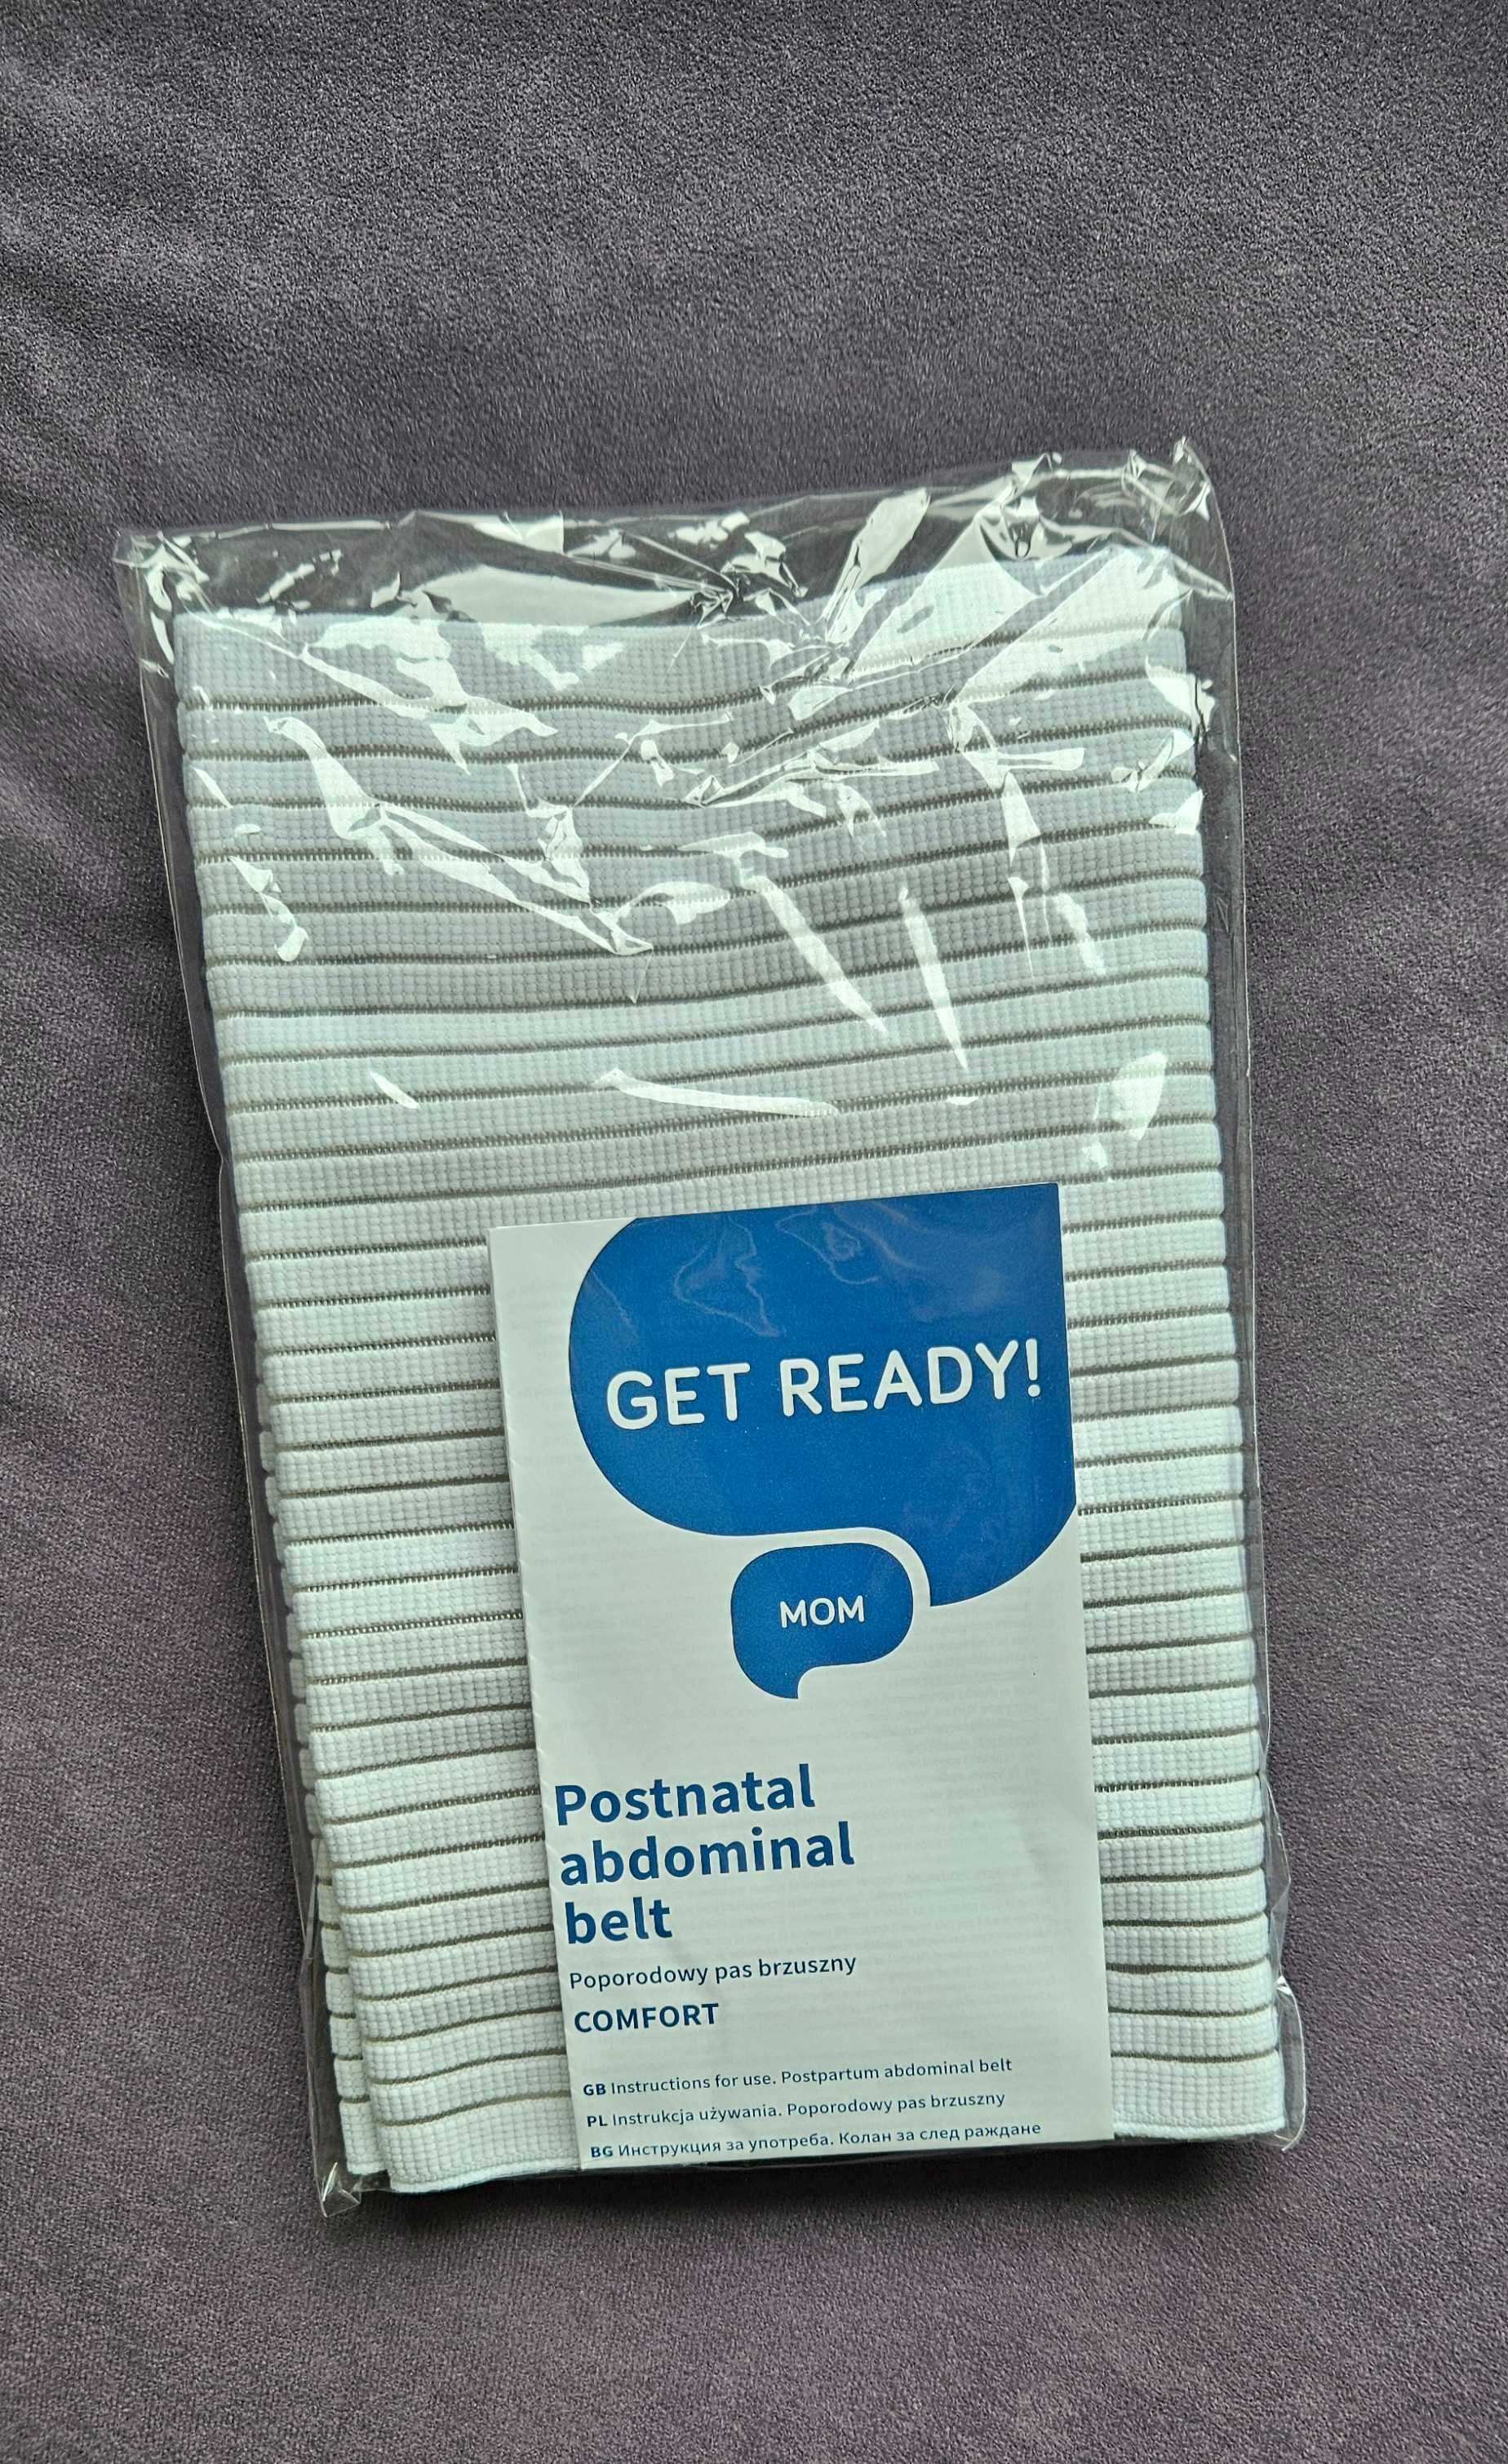 GET READY!
MOM
Postnatal
abdominal
belt
Poporodowy pas brzuszny
COMFORT
GB Instructions for use. Postpartum abdominal belt
PL Instrukcja używania. Poporodowy pas brzuszny
BG Инструкция за употреба. Колан за след раждане